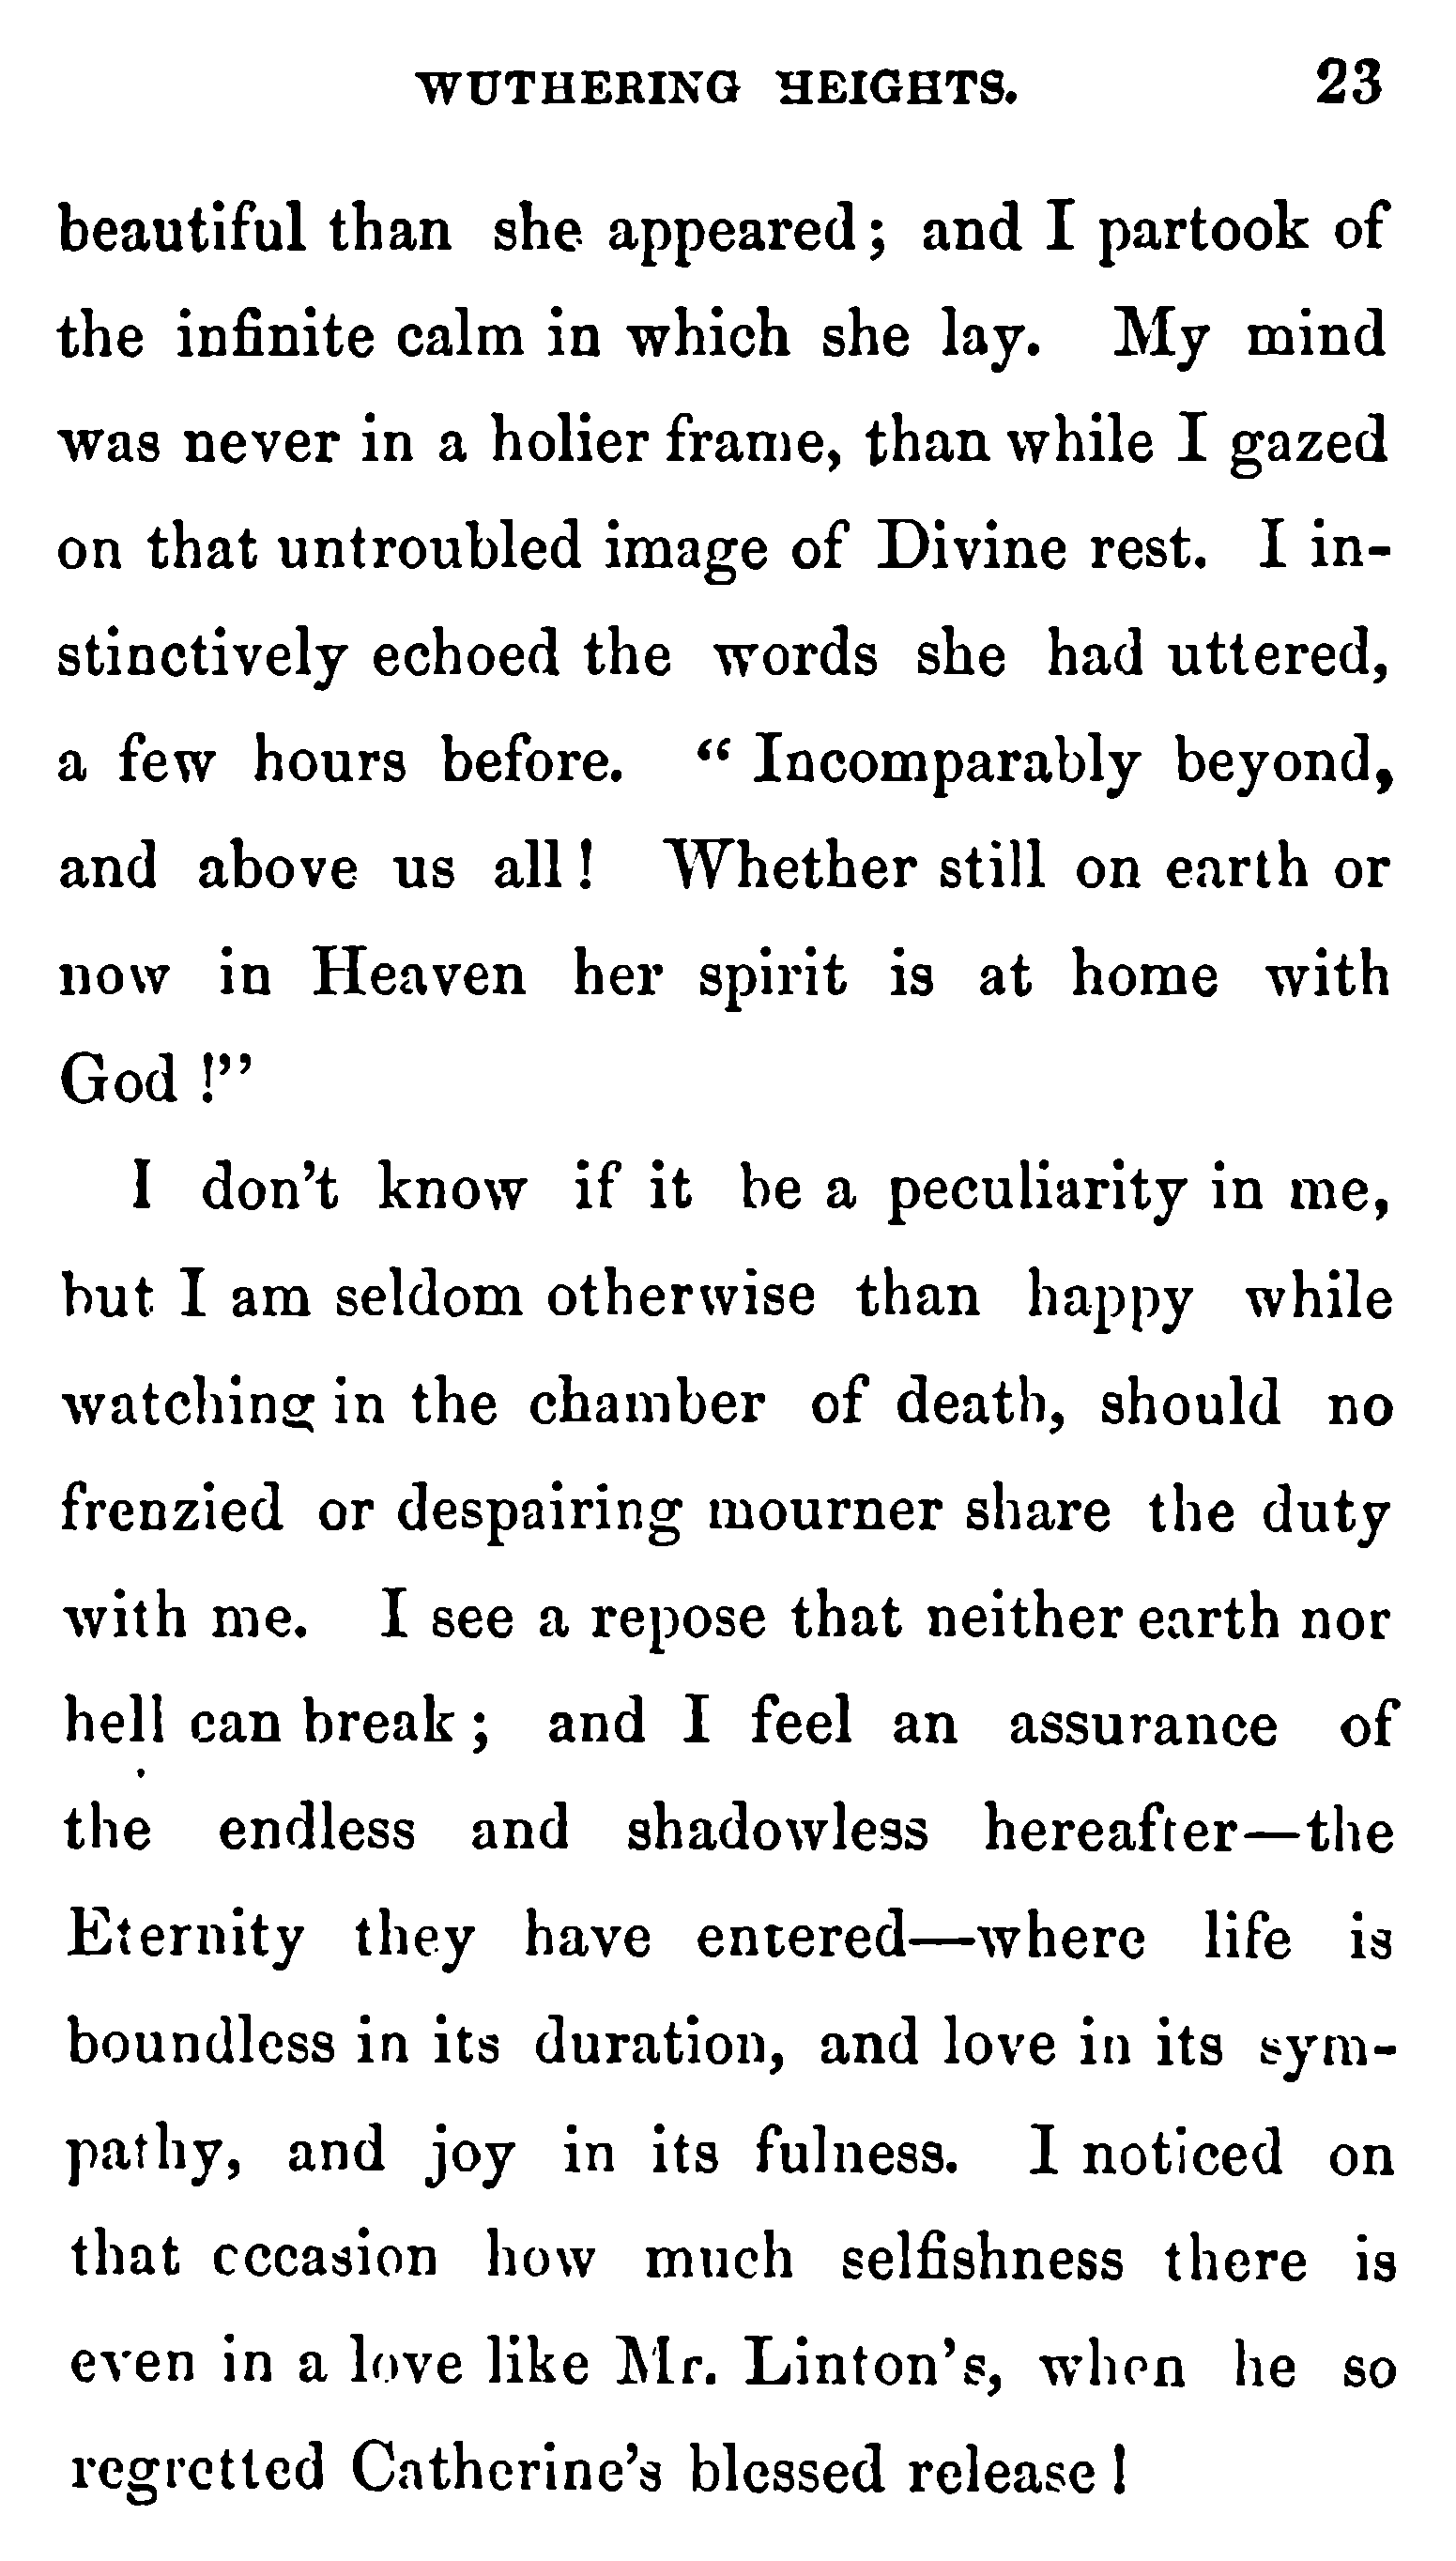 WUTHERING HEIGHTS. 23
beautiful than she appeared; and I partook of
the infinite calm in which she lay. My mind
was never in a holier frame, than while I gazed
on that untroubled image of Divine rest. I in-
stinctively echoed the words she had uttered,
a few hours before. “Incomparably beyond,
and above us all! Whether still on earth or
now in Heaven her spirit is at home with
God!”
I don’t know if it be a peculiarity in me,
but I am seldom otherwise than happy while
watching in the chamber of death, should no
frenzied or despairing mourner share the duty
with me. I see a repose that neither earth nor
hell can break; and I feel an assurance of
the endless and shadowless hereafter—the
Eternity they have entered—where life is
boundless in its duration, and love in its sym-
pathy, and joy in its fulness. I noticed on
that occasion how much selfishness there is
even in a love like Mr. Linton’s, when he so
regretted Catherine’s blessed release!